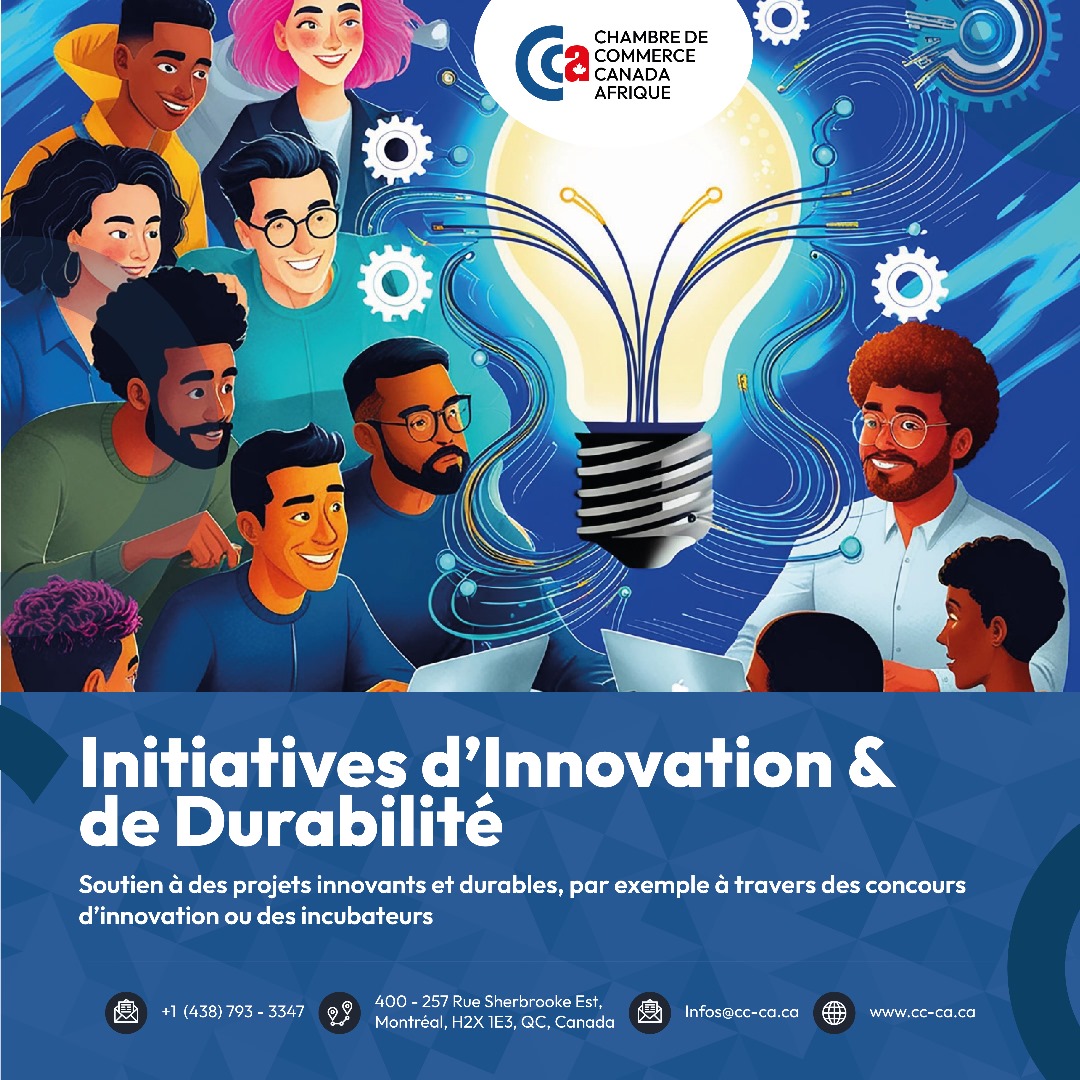 CCa
CHAMBRE DE
COMMERCE
CANADA
AFRIQUE
Initiatives d’Innovation &
de Durabilité
Soutien à des projets innovants et durables, par exemple à travers des concours
d’innovation ou des incubateurs
+1 (438) 793 - 3347
400 - 257 Rue Sherbrooke Est,
Montréal, H2X 1E3, QC, Canada
Infos@cc-ca.ca
www.cc-ca.ca